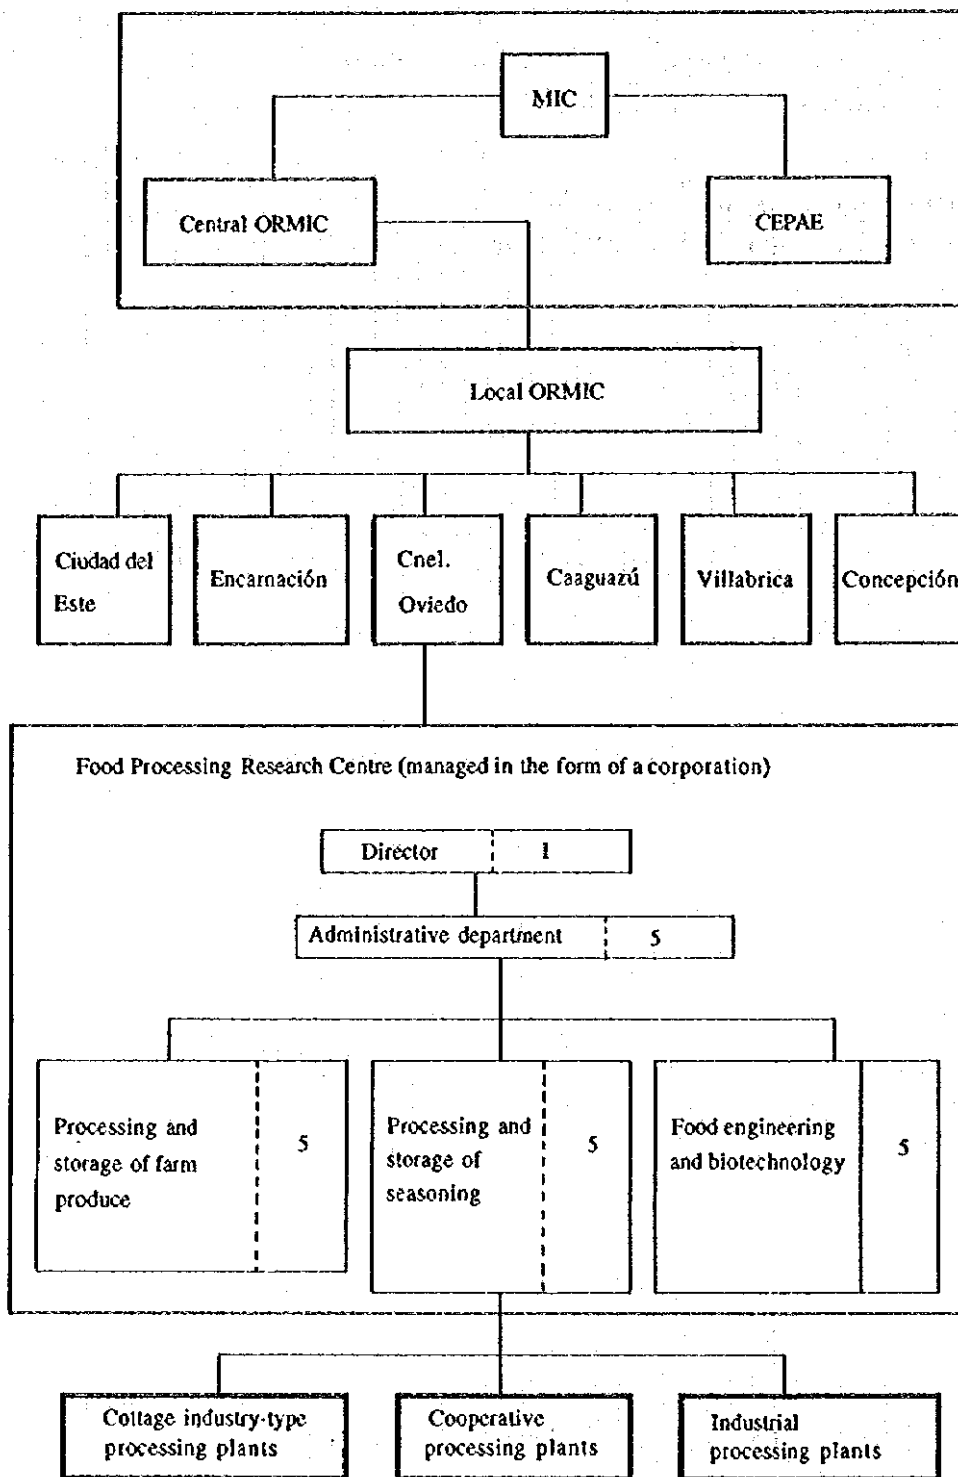 MIC
Central ORMIC
CEPAE
Local ORMIC
Ciudad del
Este
Encarnación
Cnel.
Oviedo
Caaguazú
Villabrica
Concepción
Food Processing Research Centre (managed in the form of a corporation)
Director 1
Administrative department 5
Processing and
storage of farm
produce
5
Processing and
storage of
seasoning
5
Food engineering
and biotechnology
5
Cottage industry-type
processing plants
Cooperative
processing plants
Industrial
processing plants